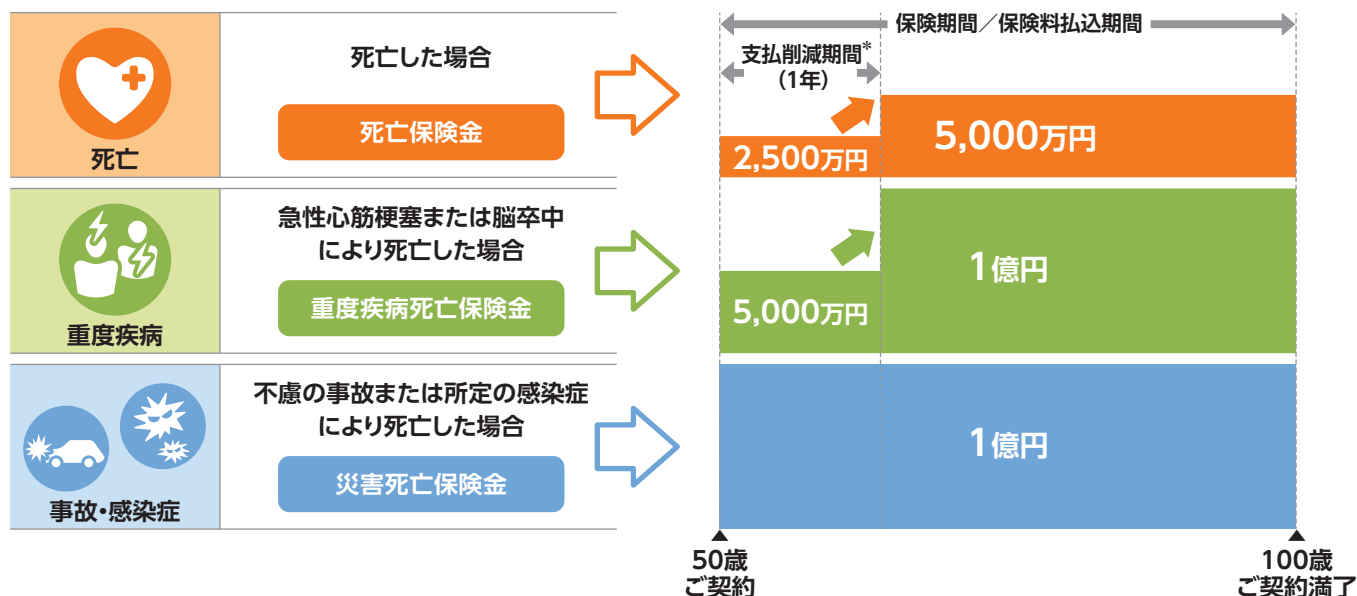 保険期間／保険料払込期間
支払削減期間*
(1年)
死亡した場合
死亡保険金
死亡
2,500万円
5,000万円
急性心筋梗塞または脳卒中
により死亡した場合
重度疾病死亡保険金
重度疾病
5,000万円
1億円
不慮の事故または所定の感染症
により死亡した場合
災害死亡保険金
事故・感染症
1億円
50歳
ご契約
100歳
ご契約満了